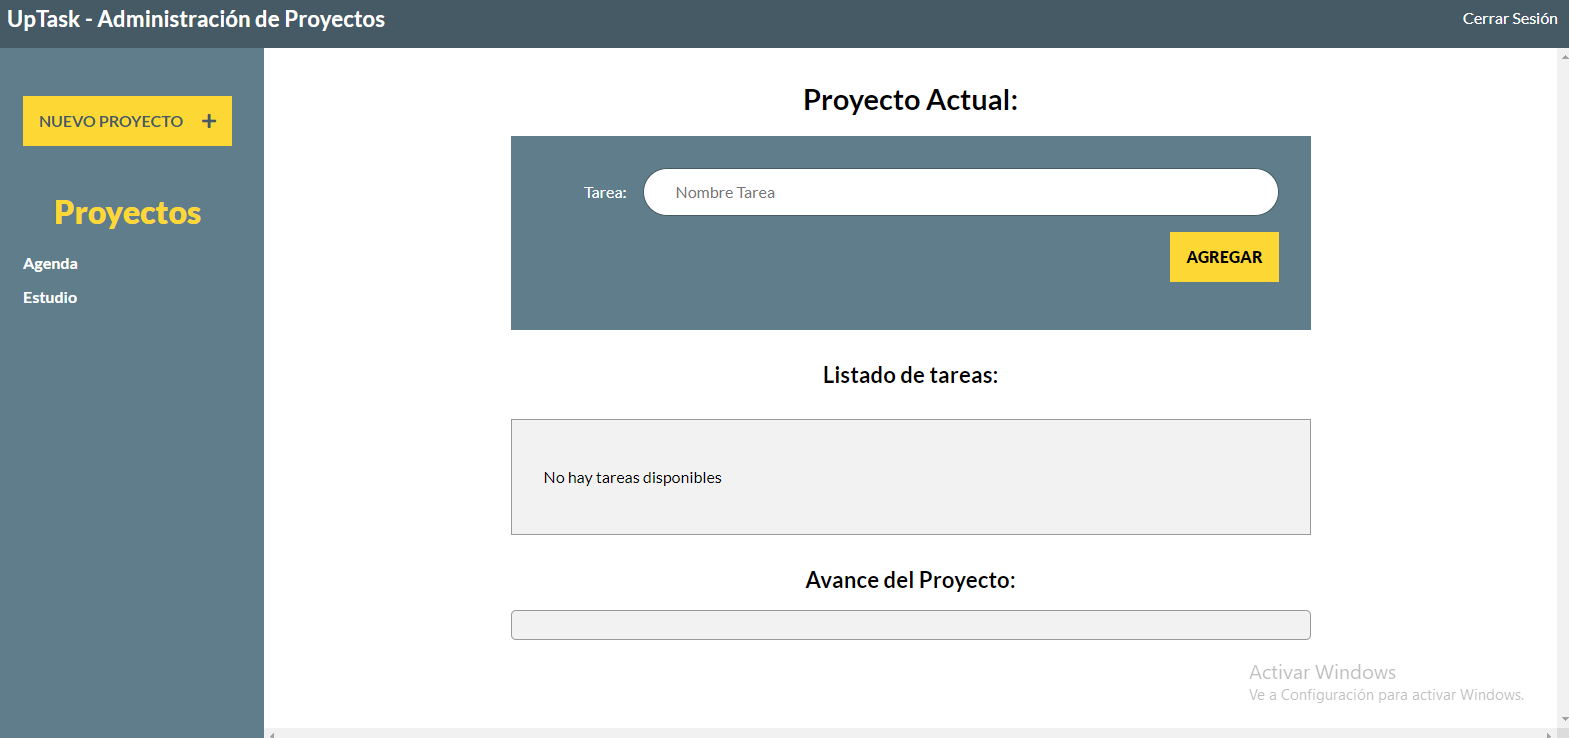 UpTask - Administración de Proyectos
Cerrar Sesión
NUEVO PROYECTO +
Proyectos
Agenda
Estudio
Proyecto Actual:
Tarea: Nombre Tarea
AGREGAR
Listado de tareas:
No hay tareas disponibles
Avance del Proyecto:
Activar Windows
Ve a Configuración para activar Windows.